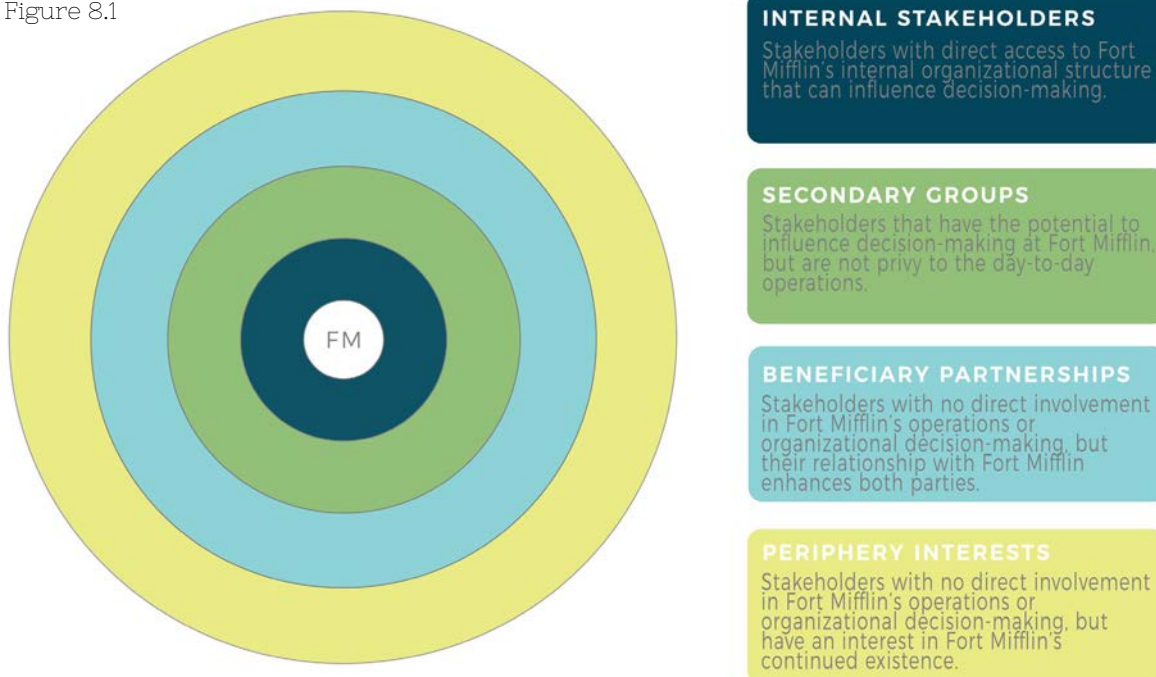 Figure 8.1
FM
INTERNAL STAKEHOLDERS
Stakeholders with direct access to Fort
Mifflin's internal organizational structure
that can influence decision-making.
SECONDARY GROUPS
Stakeholders that have the potential to
influence decision-making at Fort Mifflin,
but are not privy to the day-to-day
operations.
BENEFICIARY PARTNERSHIPS
Stakeholders with no direct involvement
in Fort Mifflin's operations or
organizational decision-making, but
their relationship with Fort Mifflin
enhances both parties.
PERIPHERY INTERESTS
Stakeholders with no direct involvement
in Fort Mifflin's operations or
organizational decision-making, but
have an interest in Fort Mifflin's
continued existence.